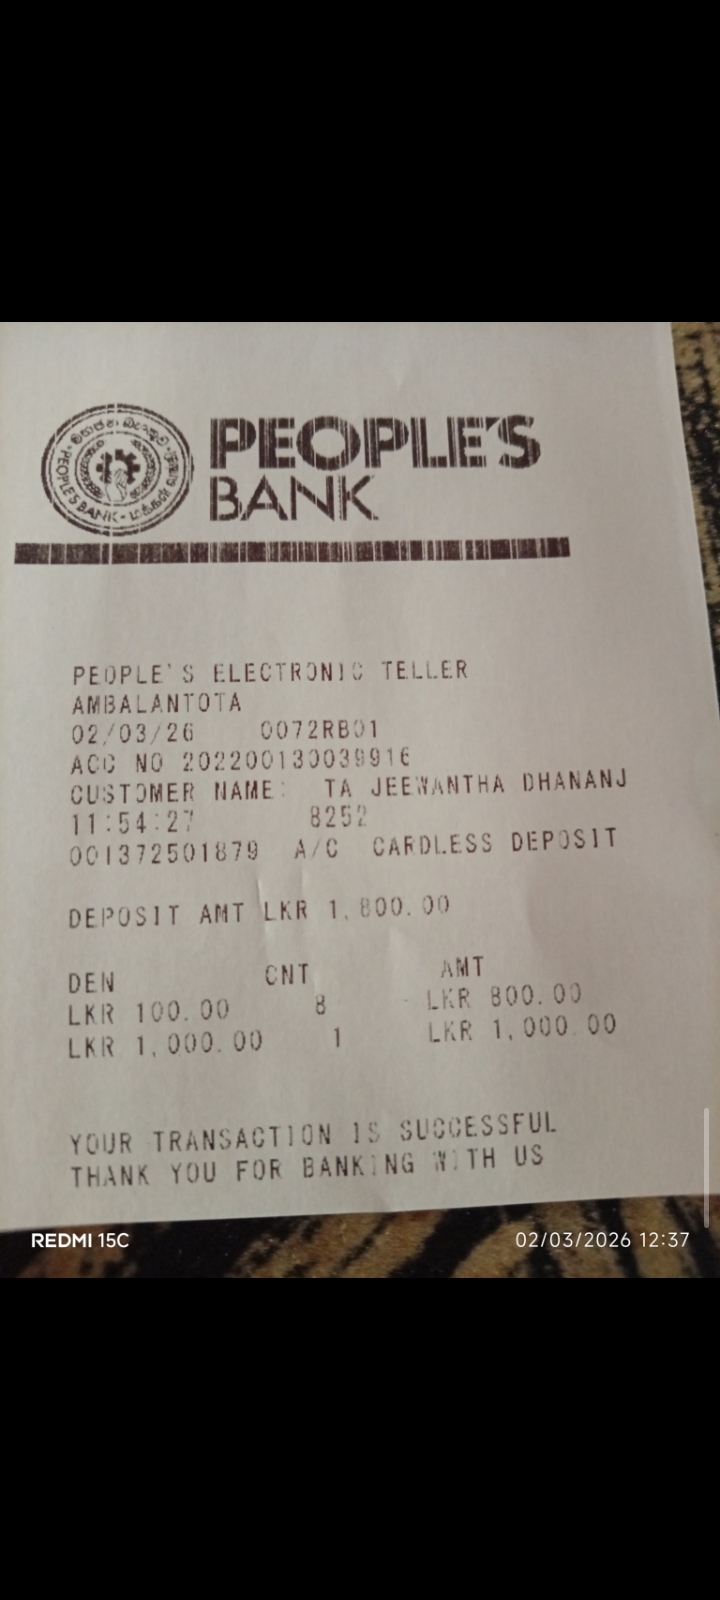 PEOPLE'S
BANK
PEOPLE'S BANK
PEOPLE'S ELECTRONIC TELLER
AMBALANTOTA
02/03/26 0072RB01
ACC NO 202200130039916
CUSTOMER NAME: TA JEEWANTHA DHANANJ
11:54:27 8252
001372501879 A/C CARDLESS DEPOSIT
DEPOSIT AMT LKR 1,800.00
DEN CNT AMT
LKR 100.00 8 LKR 800.00
LKR 1,000.00 1 LKR 1,000.00
YOUR TRANSACTION IS SUCCESSFUL
THANK YOU FOR BANKING WITH US
REDMI 15C 02/03/2026 12:37